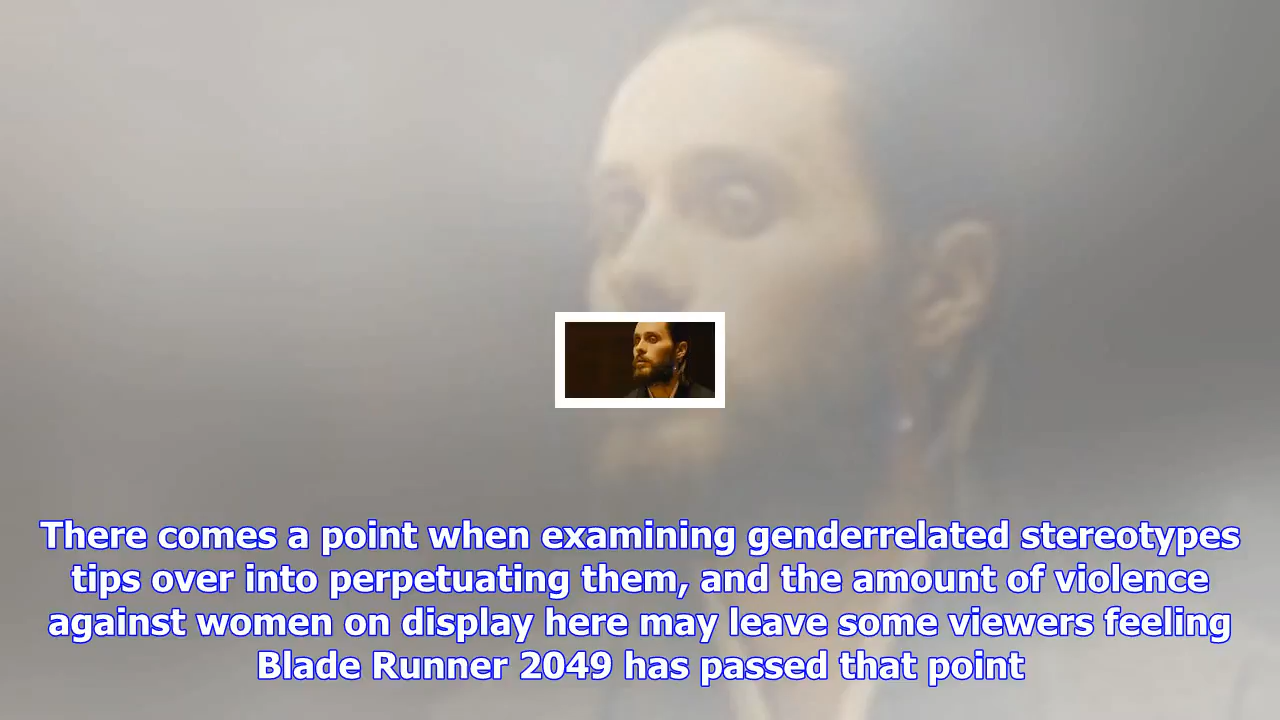 There comes a point when examining genderrelated stereotypes
tips over into perpetuating them, and the amount of violence
against women on display here may leave some viewers feeling
Blade Runner 2049 has passed that point